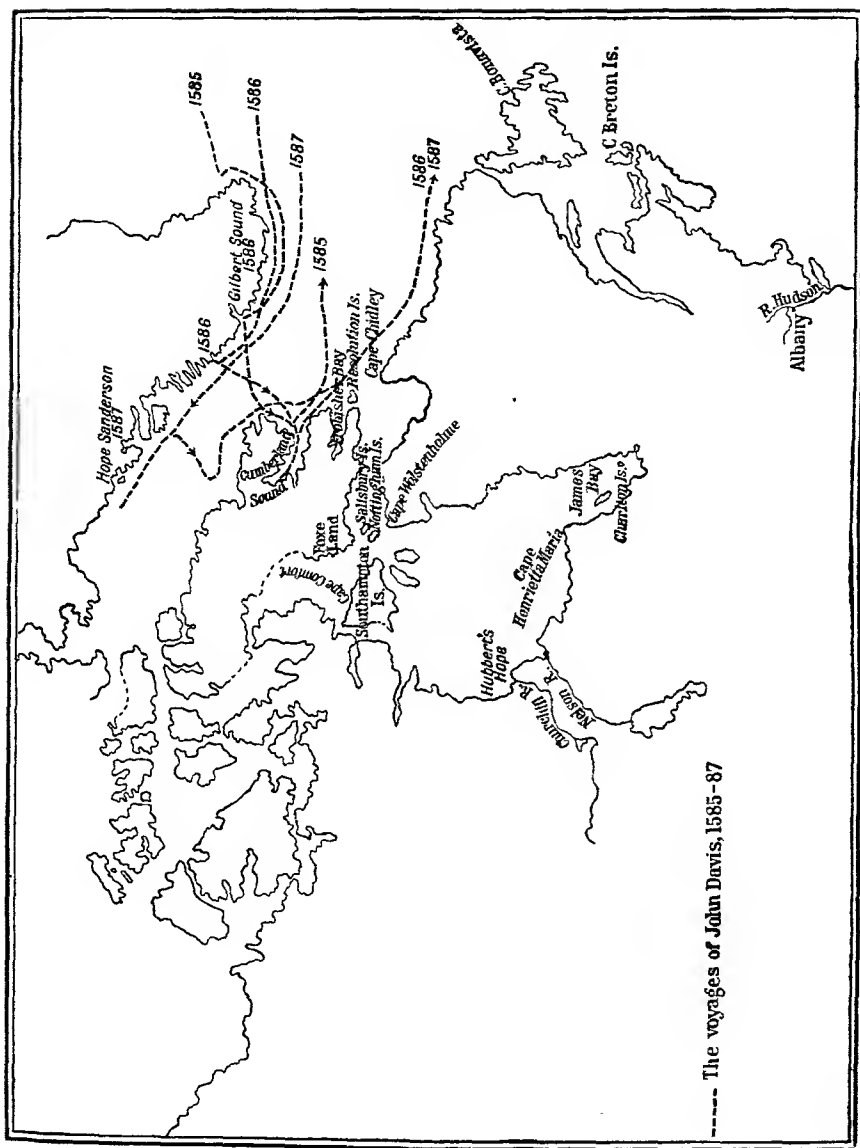 1585
1586
1587
Gilbert Sound
1586
1586
Hope Sanderson
1587
1585
1586
1587
Cumberland
Sound
Frobisher Bay
Resolution Is.
Cape Chidley
Foxe
Land
Cape Comfort
Salisbury Is.
Nottingham Is.
Cape Wolstenholme
Southampton
Is.
C. Bonavista
C Breton Is.
R. Hudson
Albany
James
Bay
Charlton Is.
Cape
Henrietta Maria
Hubbert's
Hope
Churchill R.
Nelson R.
The voyages of John Davis, 1585-87